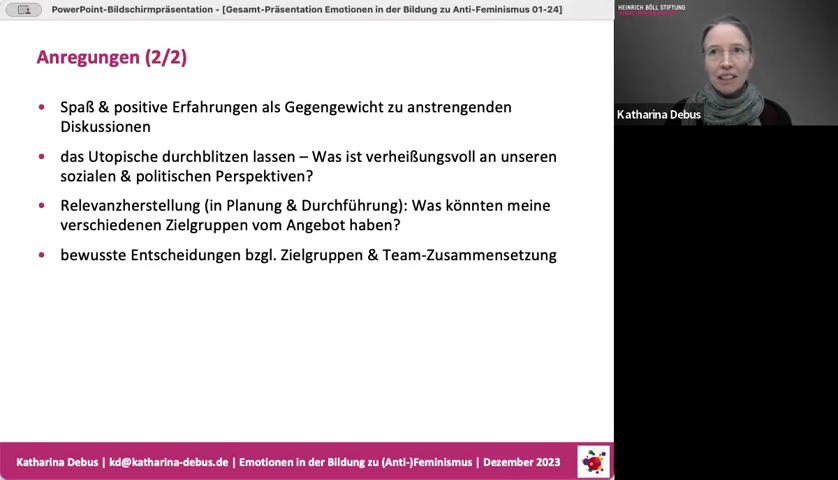 PowerPoint-Bildschirmpräsentation - [Gesamt-Präsentation Emotionen in der Bildung zu Anti-Feminismus 01-24]
Anregungen (2/2)
• Spaß & positive Erfahrungen als Gegengewicht zu anstrengenden
Diskussionen
• das Utopische durchblitzen lassen – Was ist verheißungsvoll an unseren
sozialen & politischen Perspektiven?
• Relevanzherstellung (in Planung & Durchführung): Was könnten meine
verschiedenen Zielgruppen vom Angebot haben?
• bewusste Entscheidungen bzgl. Zielgruppen & Team-Zusammensetzung
Katharina Debus | kd@katharina-debus.de | Emotionen in der Bildung zu (Anti-)Feminismus | Dezember 2023
HEINRICH BÖLL STIFTUNG
Katharina Debus